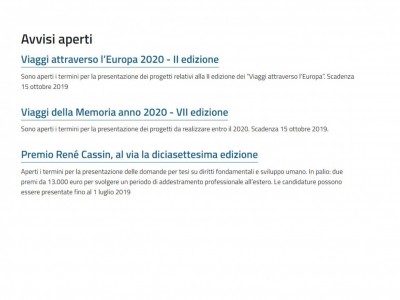 Avvisi aperti
Viaggi attraverso l'Europa 2020 - II edizione
Sono aperti i termini per la presentazione dei progetti relativi alla II edizione dei "Viaggi attraverso l'Europa". Scadenza
15 ottobre 2019
Viaggi della Memoria anno 2020 - VII edizione
Sono aperti i termini per la presentazione dei progetti da realizzare entro il 2020. Scadenza 15 ottobre 2019.
Premio René Cassin, al via la diciasettesima edizione
Aperti i termini per la presentazione delle domande per tesi su diritti fondamentali e sviluppo umano. In palio: due
premi da 13.000 euro per svolgere un periodo di addestramento professionale all'estero. Le candidature possono
essere presentate fino al 1 luglio 2019